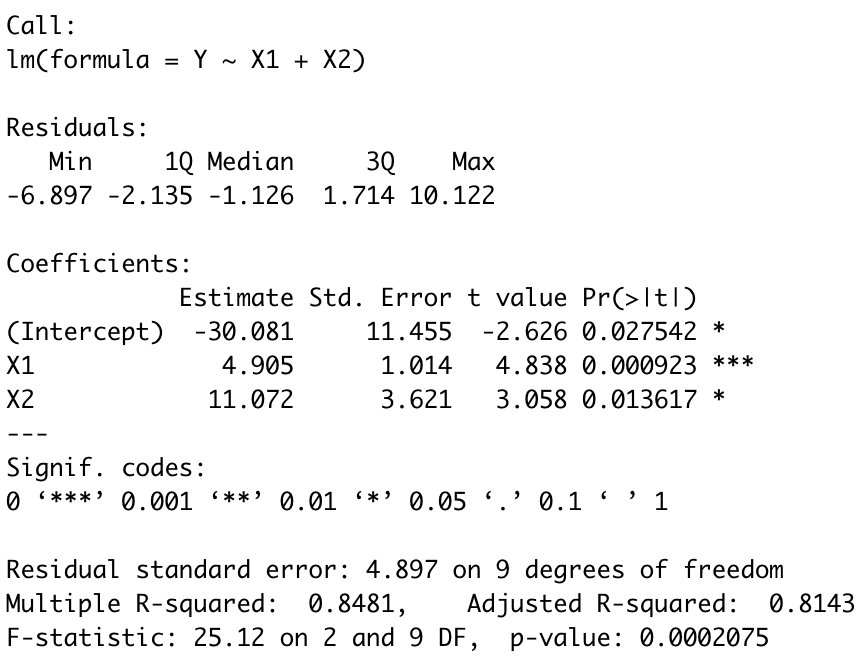 Call:
lm(formula = Y ~ X1 + X2)
Residuals:
   Min     1Q Median     3Q    Max
-6.897 -2.135 -1.126  1.714 10.122
Coefficients:
            Estimate Std. Error t value Pr(>|t|)
(Intercept)  -30.081     11.455  -2.626 0.027542 *
X1             4.905      1.014   4.838 0.000923 ***
X2            11.072      3.621   3.058 0.013617 *
---
Signif. codes:
0 ‘***’ 0.001 ‘**’ 0.01 ‘*’ 0.05 ‘.’ 0.1 ‘ ’ 1
Residual standard error: 4.897 on 9 degrees of freedom
Multiple R-squared:  0.8481,	Adjusted R-squared:  0.8143
F-statistic: 25.12 on 2 and 9 DF,  p-value: 0.0002075